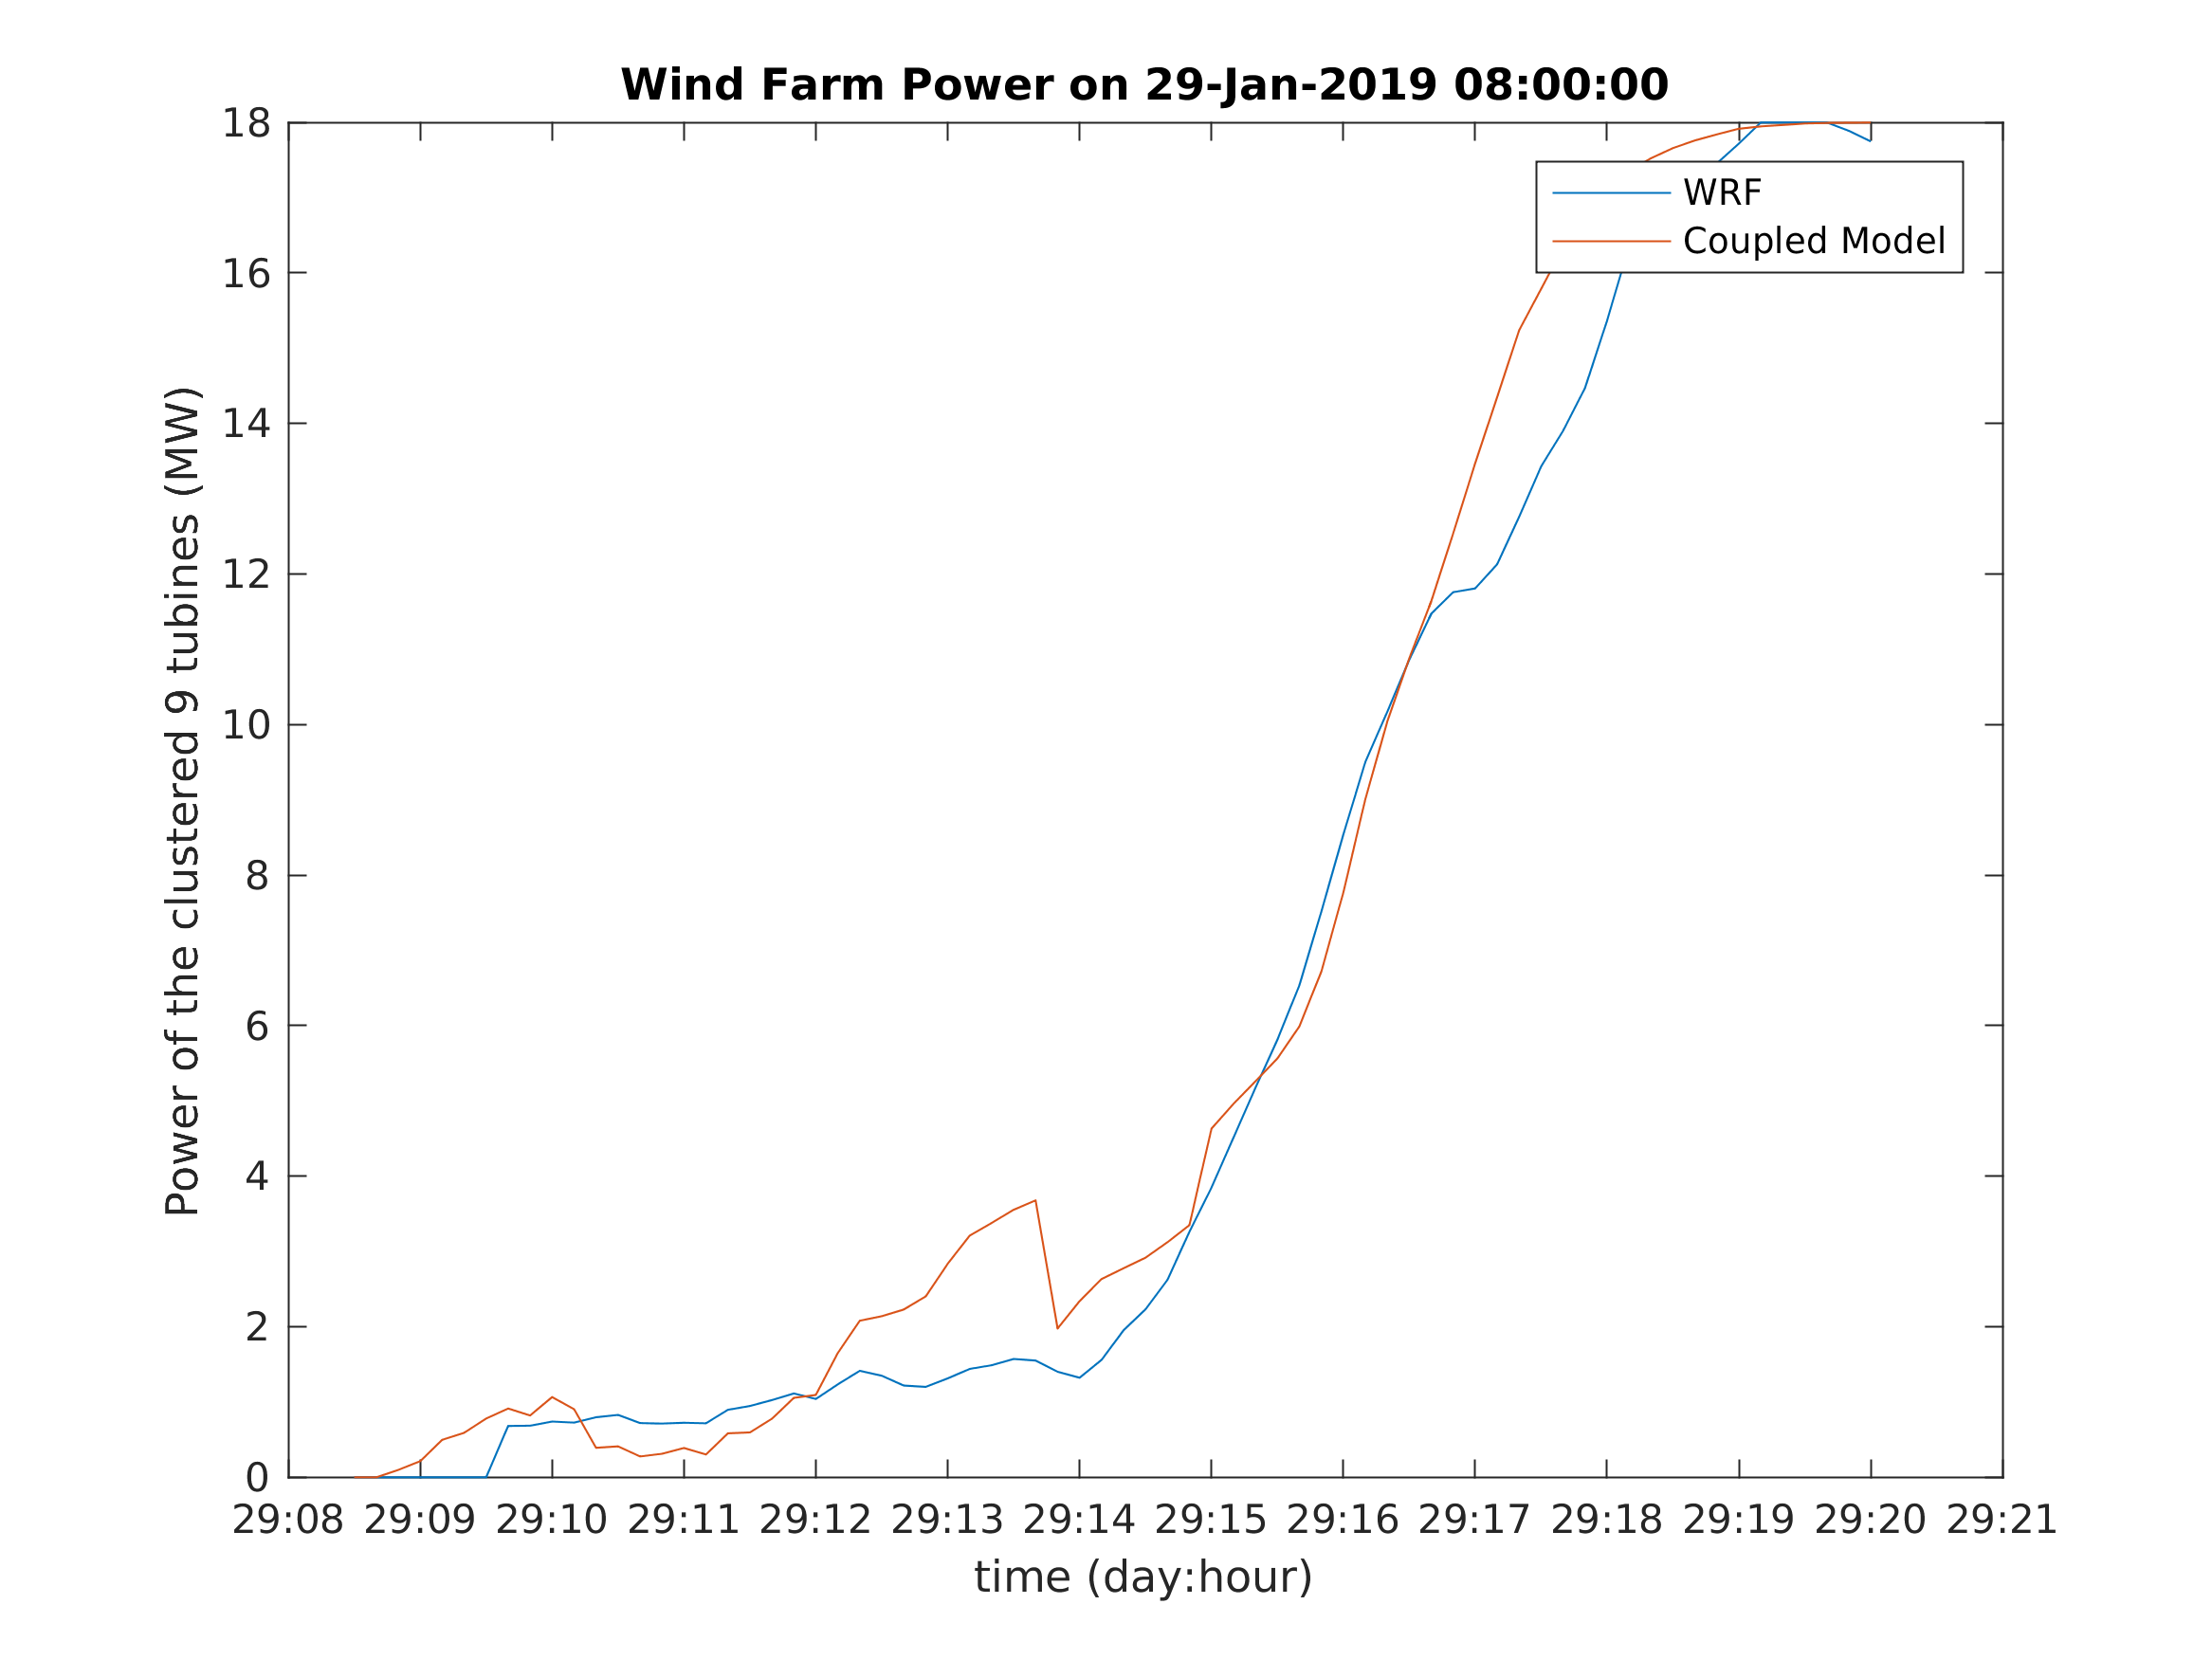 Wind Farm Power on 29-Jan-2019 08:00:00
18
16
14
12
10
8
6
4
2
0
Power of the clustered 9 tubines (MW)
WRF
Coupled Model
29:08 29:09 29:10 29:11 29:12 29:13 29:14 29:15 29:16 29:17 29:18 29:19 29:20 29:21
time (day:hour)